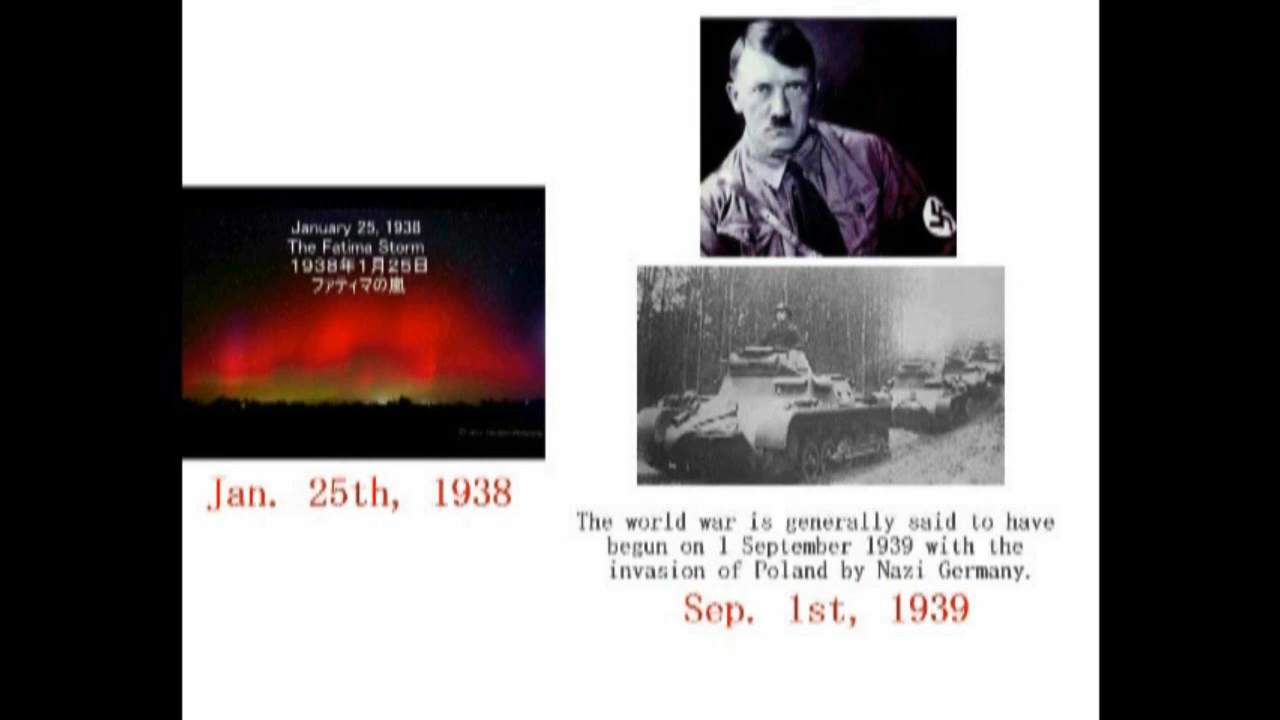 January 25, 1938
The Fatima Storm
1938年1月25日
ファティマの嵐
Jan. 25th, 1938
The world war is generally said to have
begun on 1 September 1939 with the
invasion of Poland by Nazi Germany.
Sep. 1st, 1939